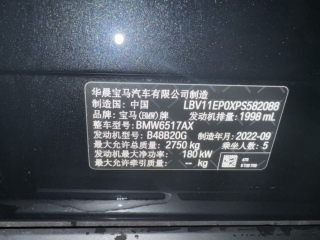 华晨宝马汽车有限公司制造
制造国: 中国 LBV11EP0XPS582088
品牌: 宝马(BMW)牌 发动机排量: 1998 mL
整车型号: BMW6517AX
发动机型号: B48B20G 制造年月: 2022-09
最大允许总质量: 2750 kg 乘坐人数: 5
发动机最大净功率: 180 kW
最大允许牵引质量: -- kg